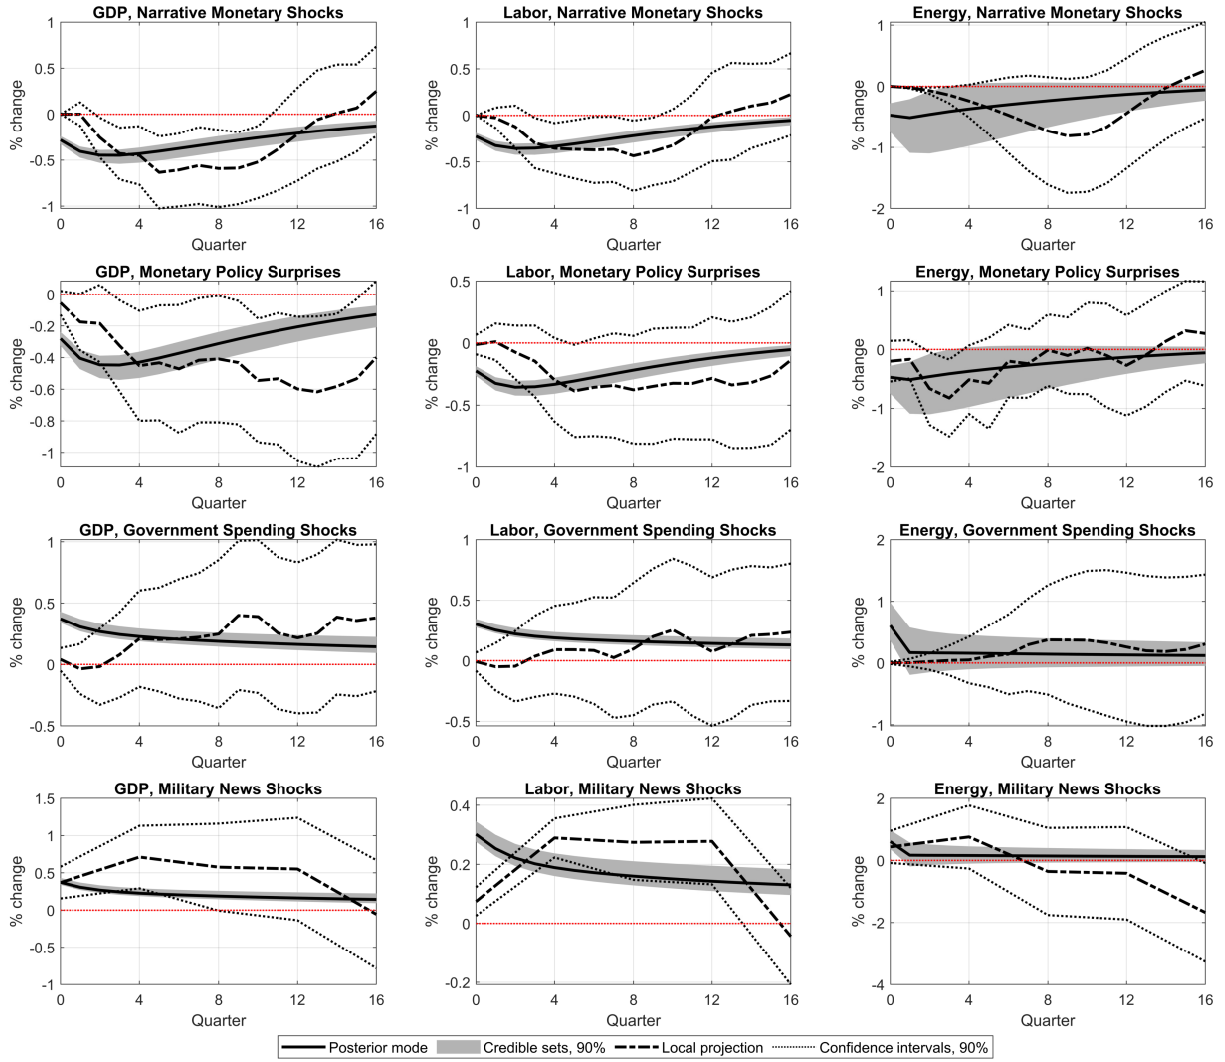 GDP, Narrative Monetary Shocks
% change
1
0.5
0
-0.5
-1
0 4 8 12 16
Quarter
Labor, Narrative Monetary Shocks
% change
1
0.5
0
-0.5
-1
0 4 8 12 16
Quarter
Energy, Narrative Monetary Shocks
% change
1
0
-1
-2
0 4 8 12 16
Quarter
GDP, Monetary Policy Surprises
% change
0
-0.2
-0.4
-0.6
-0.8
-1
0 4 8 12 16
Quarter
Labor, Monetary Policy Surprises
% change
0.5
0
-0.5
-1
0 4 8 12 16
Quarter
Energy, Monetary Policy Surprises
% change
1
0
-1
-2
0 4 8 12 16
Quarter
GDP, Government Spending Shocks
% change
1
0.5
0
-0.5
0 4 8 12 16
Quarter
Labor, Government Spending Shocks
% change
1
0.5
0
-0.5
0 4 8 12 16
Quarter
Energy, Government Spending Shocks
% change
2
1
0
-1
0 4 8 12 16
Quarter
GDP, Military News Shocks
% change
1.5
1
0.5
0
-0.5
-1
0 4 8 12 16
Quarter
Labor, Military News Shocks
% change
0.4
0.2
0
-0.2
0 4 8 12 16
Quarter
Energy, Military News Shocks
% change
2
0
-2
-4
0 4 8 12 16
Quarter
Posterior mode Credible sets, 90% Local projection Confidence intervals, 90%